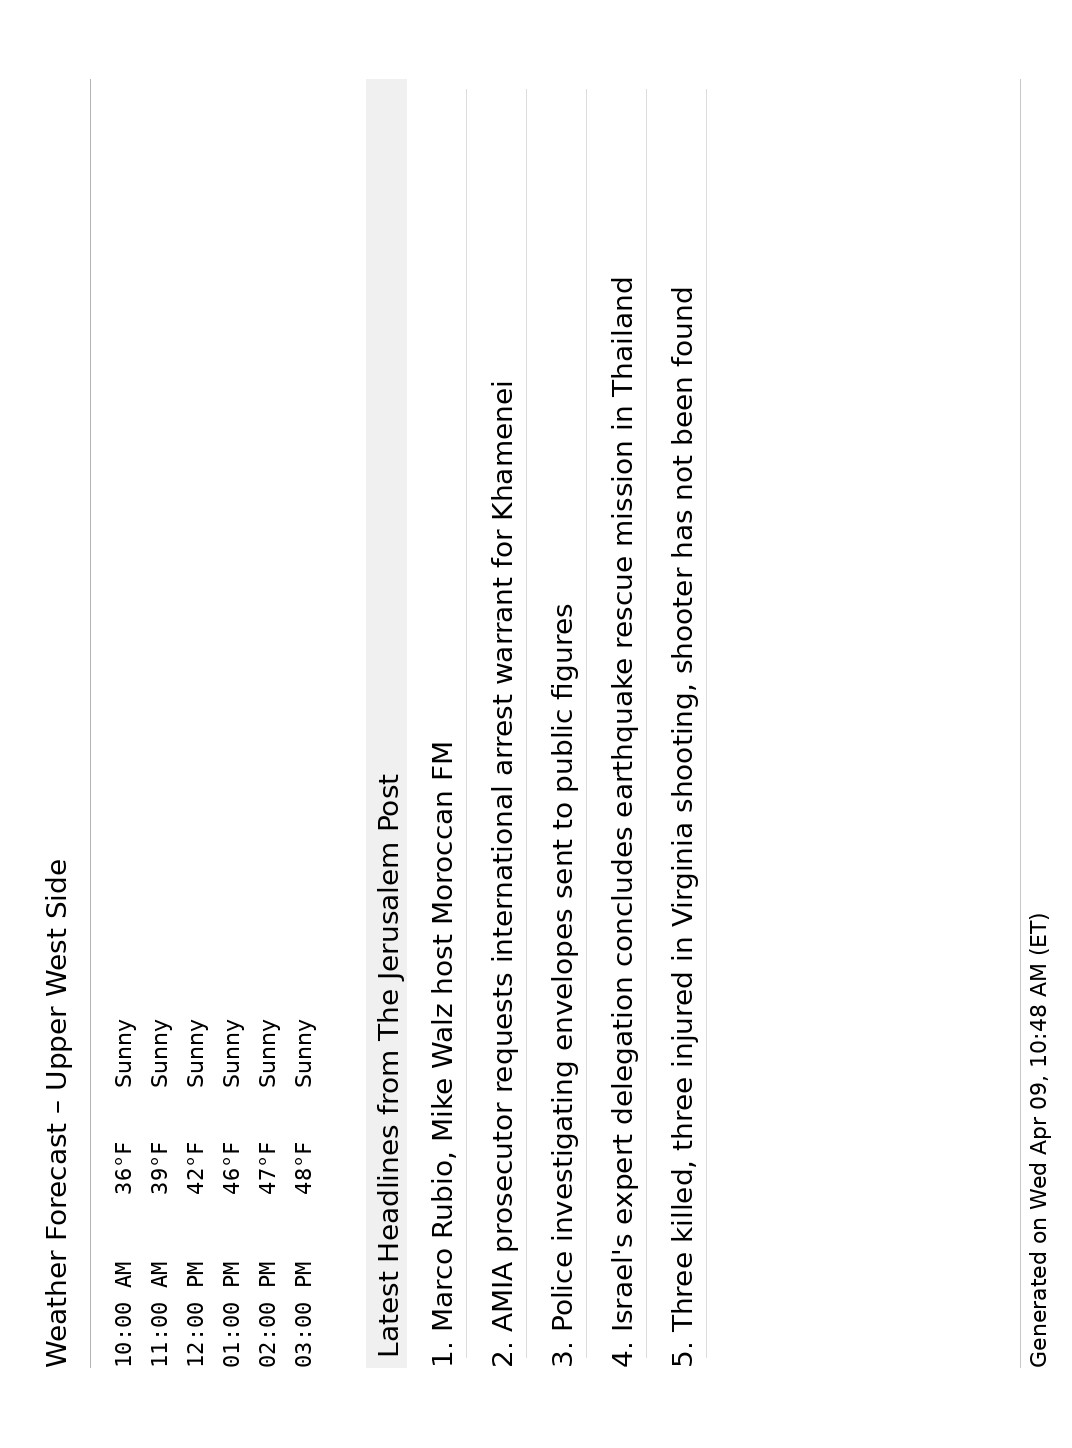 Weather Forecast – Upper West Side
10:00 AM 36°F Sunny
11:00 AM 39°F Sunny
12:00 PM 42°F Sunny
01:00 PM 46°F Sunny
02:00 PM 47°F Sunny
03:00 PM 48°F Sunny
Latest Headlines from The Jerusalem Post
1. Marco Rubio, Mike Walz host Moroccan FM
2. AMIA prosecutor requests international arrest warrant for Khamenei
3. Police investigating envelopes sent to public figures
4. Israel's expert delegation concludes earthquake rescue mission in Thailand
5. Three killed, three injured in Virginia shooting, shooter has not been found
Generated on Wed Apr 09, 10:48 AM (ET)